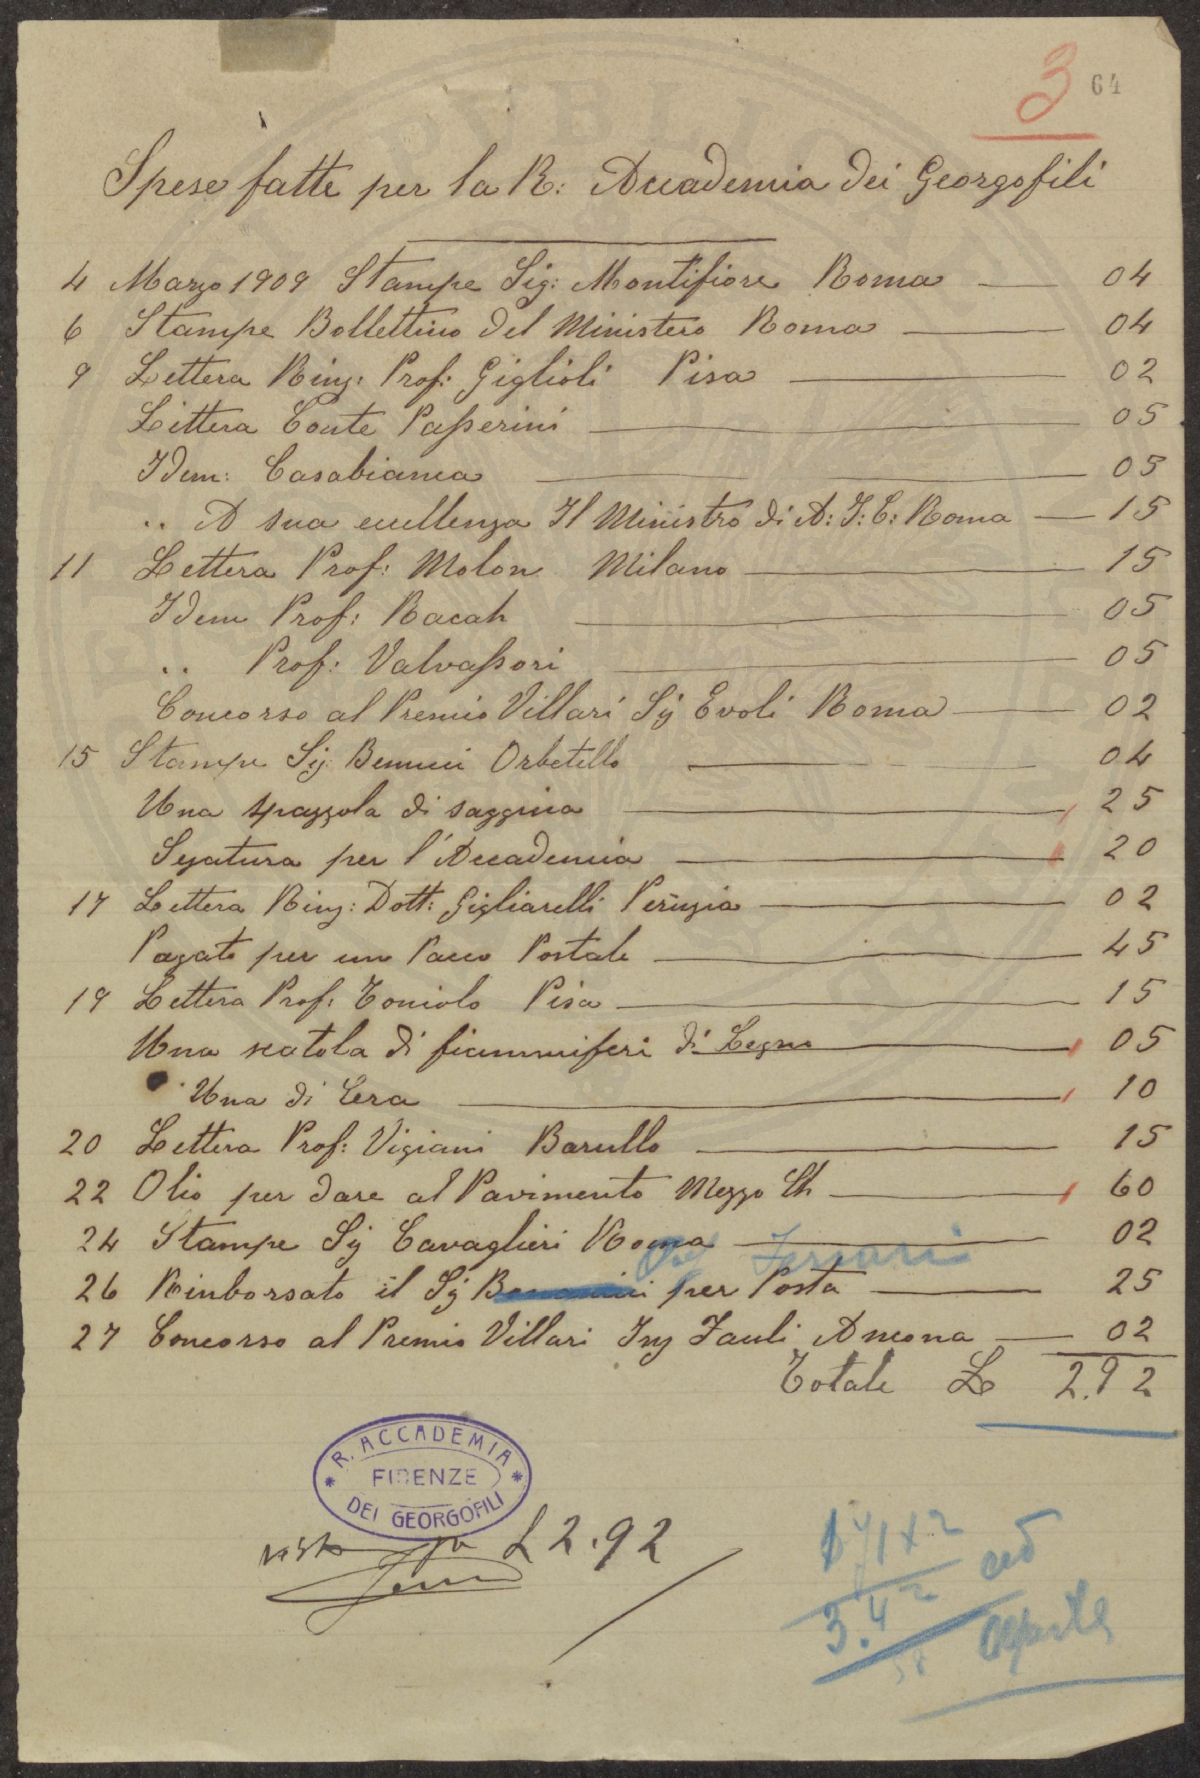 3 64
Spese fatte per la R: Accademia dei Georgofili
4 Marzo 1909 Stampe Sig: Montifiore Roma 04
6 Stampe Bollettino del Ministero Roma 04
9 Lettera Ring: Prof: Giglioli Pisa 02
Lettera Conte Passerini 05
Idem: Casabianca 05
.. A sua eccellenza Il Ministro di A: I: C: Roma 15
11 Lettera Prof: Molon Milano 15
Idem Prof: Racah 05
.. Prof: Valvassori 05
Concorso al Premio Villari Sig Evoli Roma 02
15 Stampe Sig: Bennici Orbetello 04
Una spazzola di saggina 25
Segatura per l'Accademia 20
17 Lettera Ring: Dott: Gigliarelli Perugia 02
Pagato per un Pacco Postale 45
19 Lettera Prof: Toniolo Pisa 15
Una scatola di fiammiferi di Legno 05
Una di Cera 10
20 Lettera Prof: Vigiani Barullo 15
22 Olio per dare al Pavimento Mezzo Ch 60
24 Stampe Sig Cavaglieri Roma 02
26 Rimborsato il Sig per Posta 25
27 Concorso al Premio Villari Ing Fauli Ancona 02
Totale L 2.92
R. ACCADEMIA
FIRENZE
DEI GEORGOFILI
visto per L 2.92
3.42